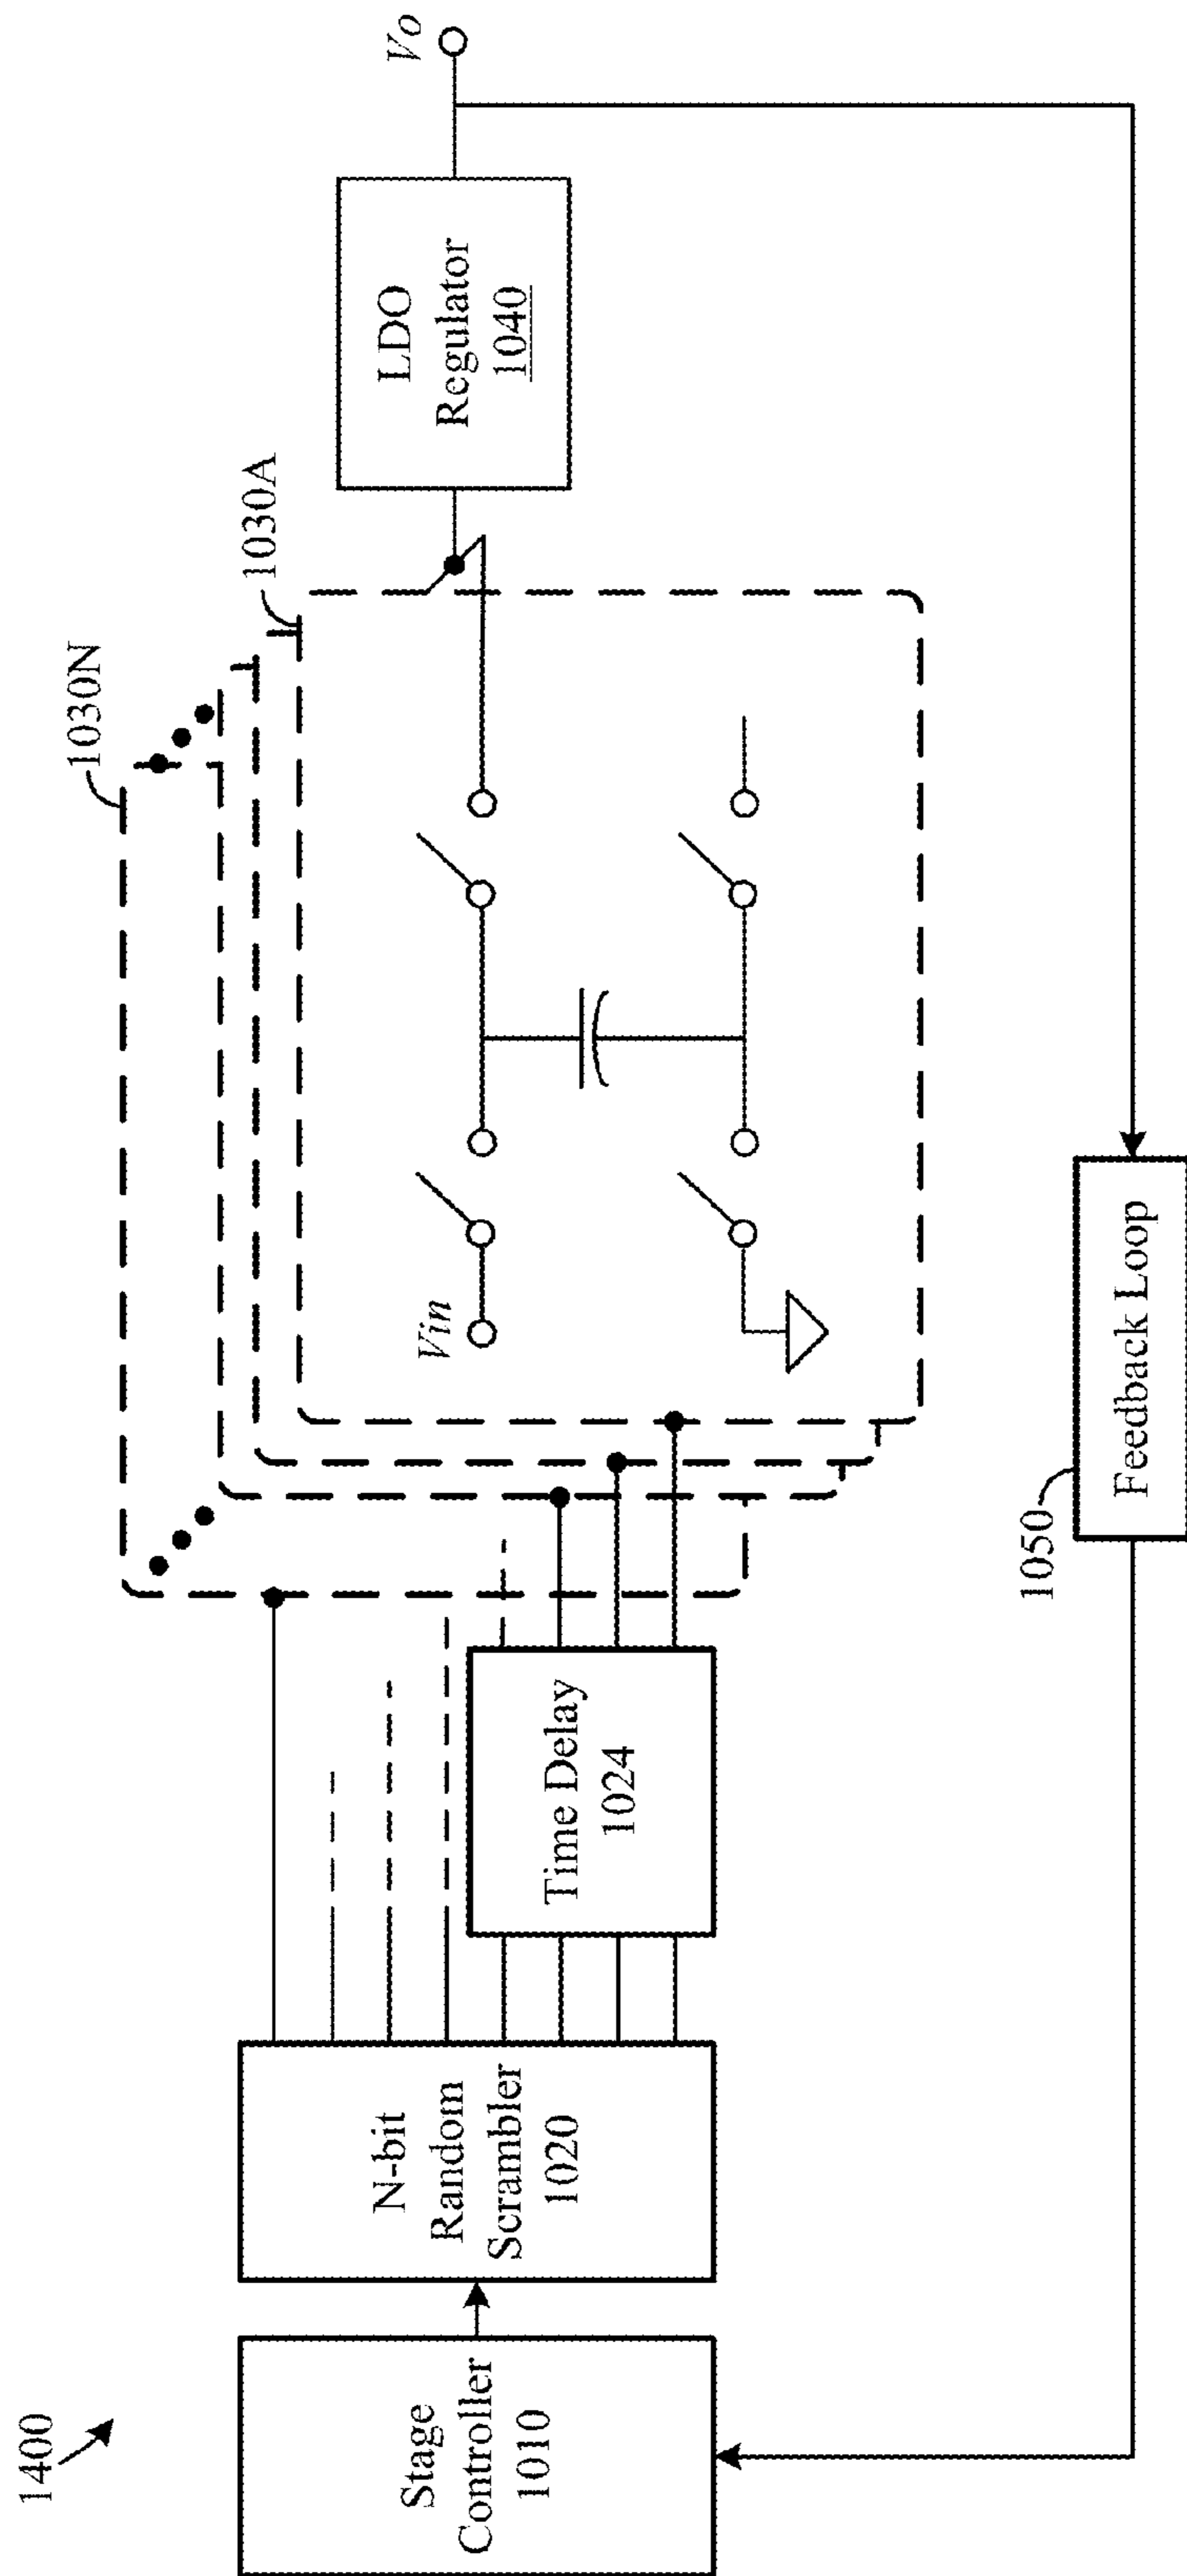 1400
Stage
Controller
1010
N-bit
Random
Scrambler
1020
Time Delay
1024
1030N
1030A
Vin
LDO
Regulator
1040
Vo
1050
Feedback Loop